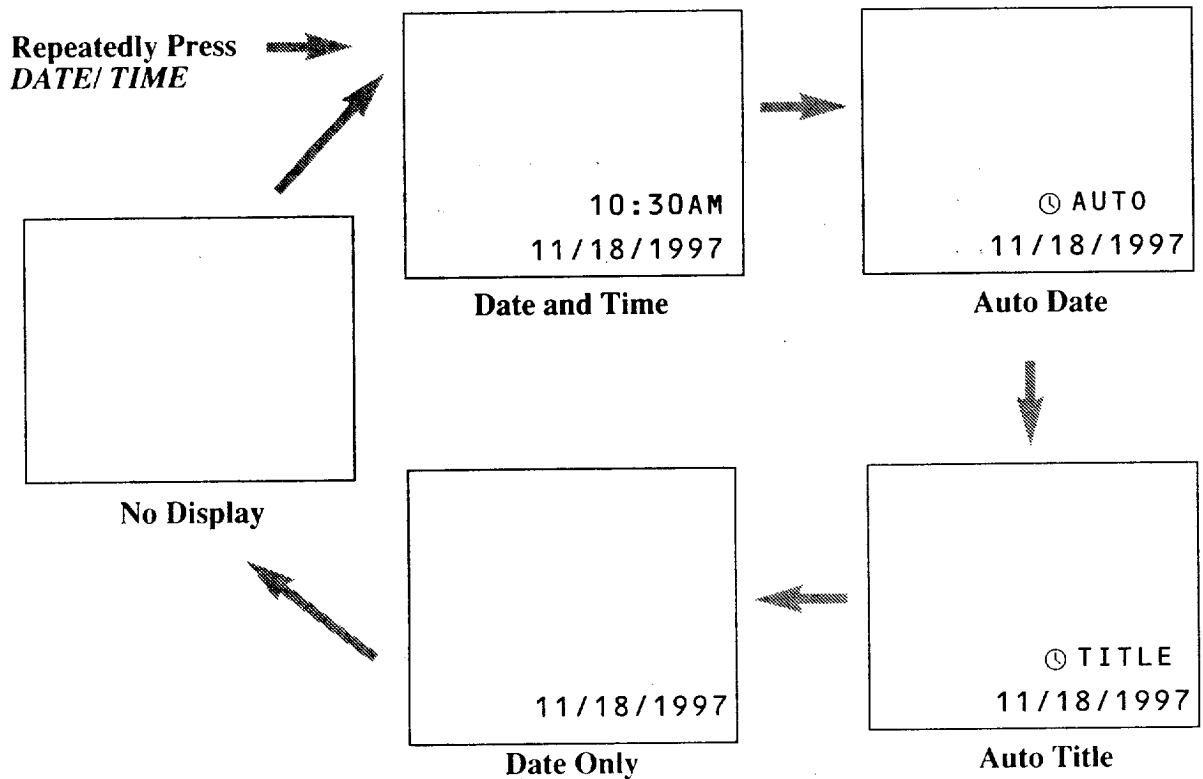 Repeatedly Press
DATE/ TIME
10:30AM
11/18/1997
Date and Time
🕓 AUTO
11/18/1997
Auto Date
🕓 TITLE
11/18/1997
Auto Title
11/18/1997
Date Only
No Display